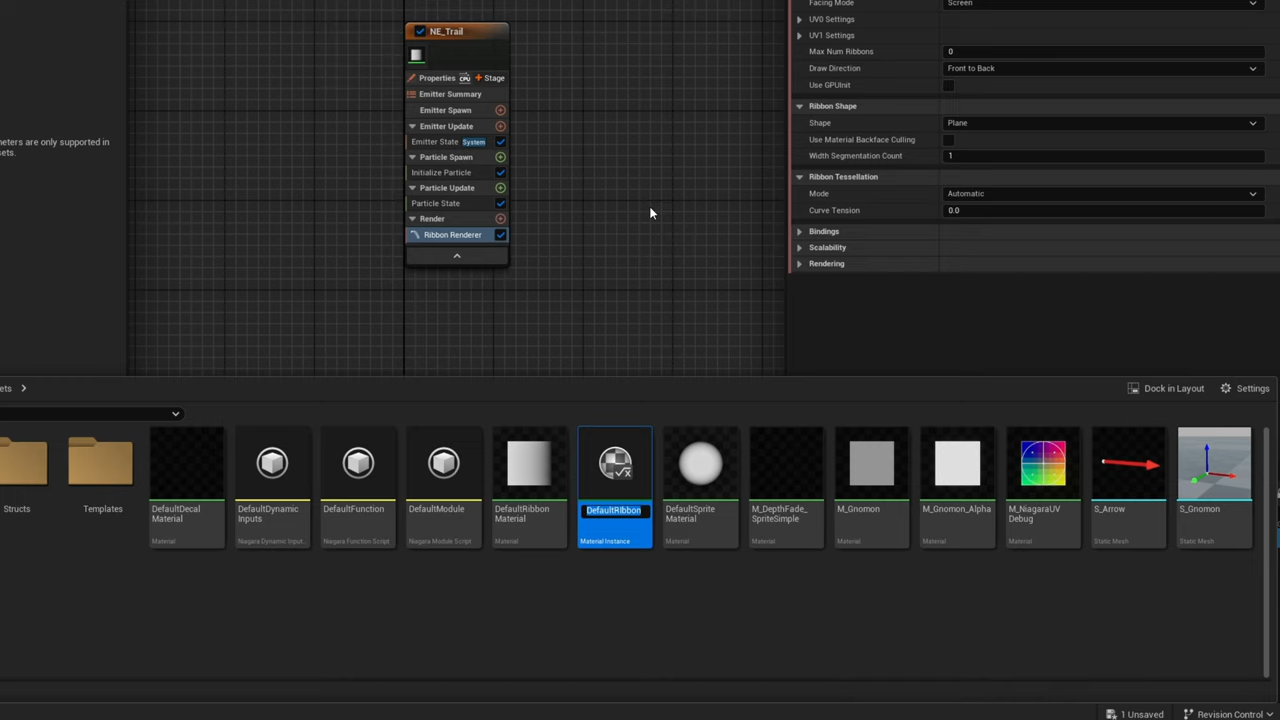 Facing Mode
Screen
UV0 Settings
UV1 Settings
Max Num Ribbons
0
Draw Direction
Front to Back
Use GPUInit
Ribbon Shape
Shape
Plane
Use Material Backface Culling
Width Segmentation Count
1
Ribbon Tessellation
Mode
Automatic
Curve Tension
0.0
Bindings
Scalability
Rendering
NE_Trail
Properties
Stage
Emitter Summary
Emitter Spawn
Emitter Update
Emitter State System
Particle Spawn
Initialize Particle
Particle Update
Particle State
Render
Ribbon Renderer
meters are only supported in
sets.
ets
Dock in Layout
Settings
Structs
Templates
DefaultDecal
Material
Material
DefaultDynamic
Inputs
Niagara Dynamic Input...
DefaultFunction
Niagara Function Script
DefaultModule
Niagara Module Script
DefaultRibbon
Material
Material
DefaultRibbon
Material Instance
DefaultSprite
Material
Material
M_DepthFade_
SpriteSimple
Material
M_Gnomon
Material
M_Gnomon_Alpha
Material
M_NiagaraUV
Debug
Material
S_Arrow
Static Mesh
S_Gnomon
Static Mesh
1 Unsaved
Revision Control